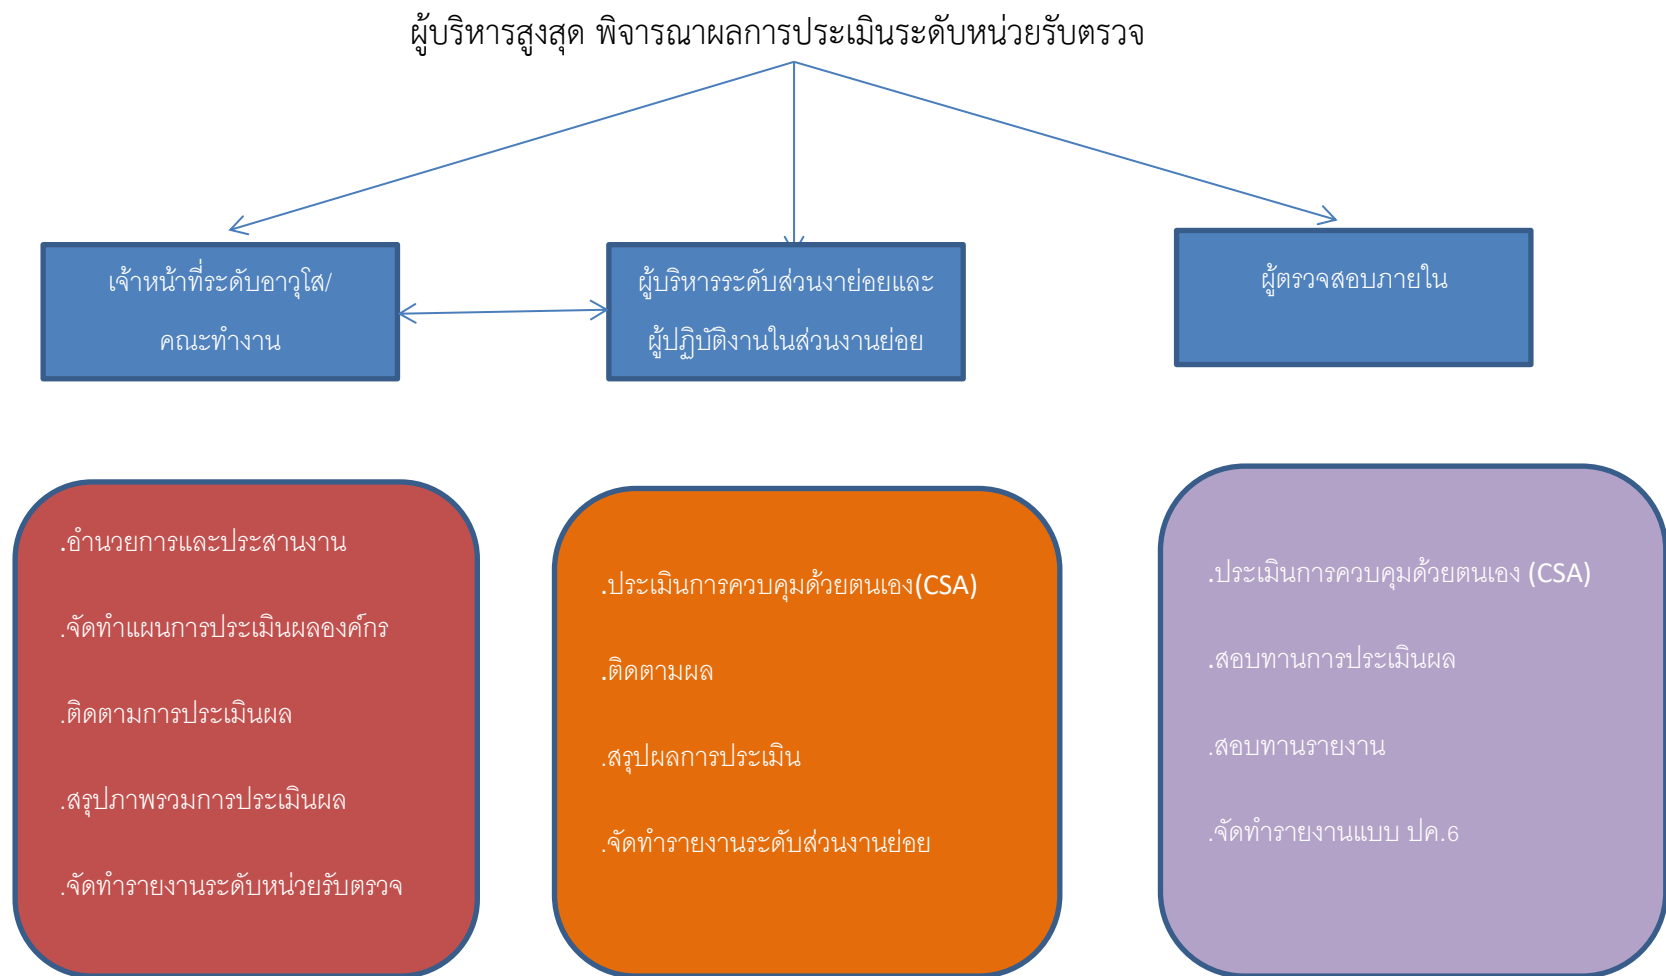 ผู้บริหารสูงสุด พิจารณาผลการประเมินระดับหน่วยรับตรวจ
เจ้าหน้าที่ระดับอาวุโส/
คณะทำงาน
ผู้บริหารระดับส่วนงาย่อยและ
ผู้ปฏิบัติงานในส่วนงานย่อย
ผู้ตรวจสอบภายใน
.อำนวยการและประสานงาน
.จัดทำแผนการประเมินผลองค์กร
.ติดตามการประเมินผล
.สรุปภาพรวมการประเมินผล
.จัดทำรายงานระดับหน่วยรับตรวจ
.ประเมินการควบคุมด้วยตนเอง(CSA)
.ติดตามผล
.สรุปผลการประเมิน
.จัดทำรายงานระดับส่วนงานย่อย
.ประเมินการควบคุมด้วยตนเอง (CSA)
.สอบทานการประเมินผล
.สอบทานรายงาน
.จัดทำรายงานแบบ ปค.6